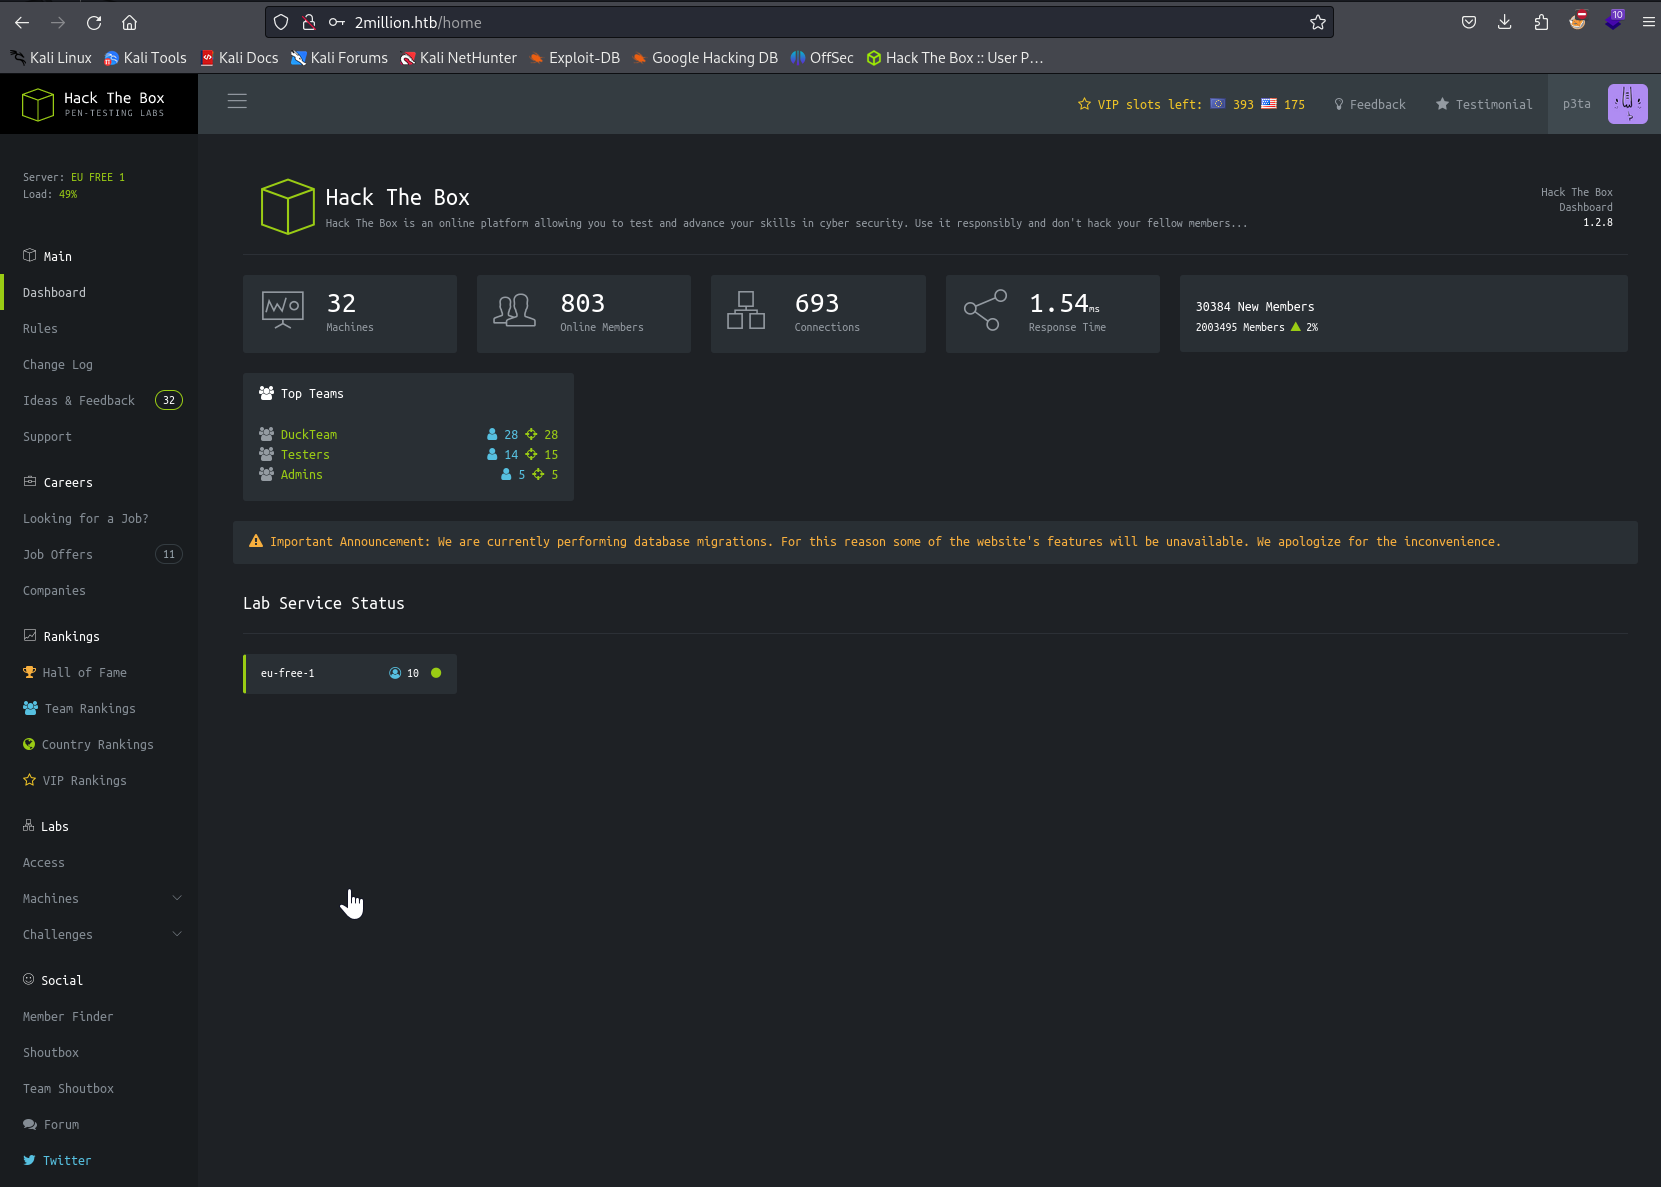 2million.htb/home
10
Kali Linux Kali Tools Kali Docs Kali Forums Kali NetHunter Exploit-DB Google Hacking DB OffSec Hack The Box :: User P…
Hack The Box
PEN-TESTING LABS
VIP slots left: 393 175 Feedback Testimonial p3ta
Server: EU FREE 1
Load: 49%
Main
Dashboard
Rules
Change Log
Ideas & Feedback 32
Support
Careers
Looking for a Job?
Job Offers 11
Companies
Rankings
Hall of Fame
Team Rankings
Country Rankings
VIP Rankings
Labs
Access
Machines
Challenges
Social
Member Finder
Shoutbox
Team Shoutbox
Forum
Twitter
Hack The Box
Hack The Box is an online platform allowing you to test and advance your skills in cyber security. Use it responsibly and don't hack your fellow members...
Hack The Box
Dashboard
1.2.8
32
Machines
803
Online Members
693
Connections
1.54ms
Response Time
30384 New Members
2003495 Members 2%
Top Teams
DuckTeam 28 28
Testers 14 15
Admins 5 5
Important Announcement: We are currently performing database migrations. For this reason some of the website's features will be unavailable. We apologize for the inconvenience.
Lab Service Status
eu-free-1 10